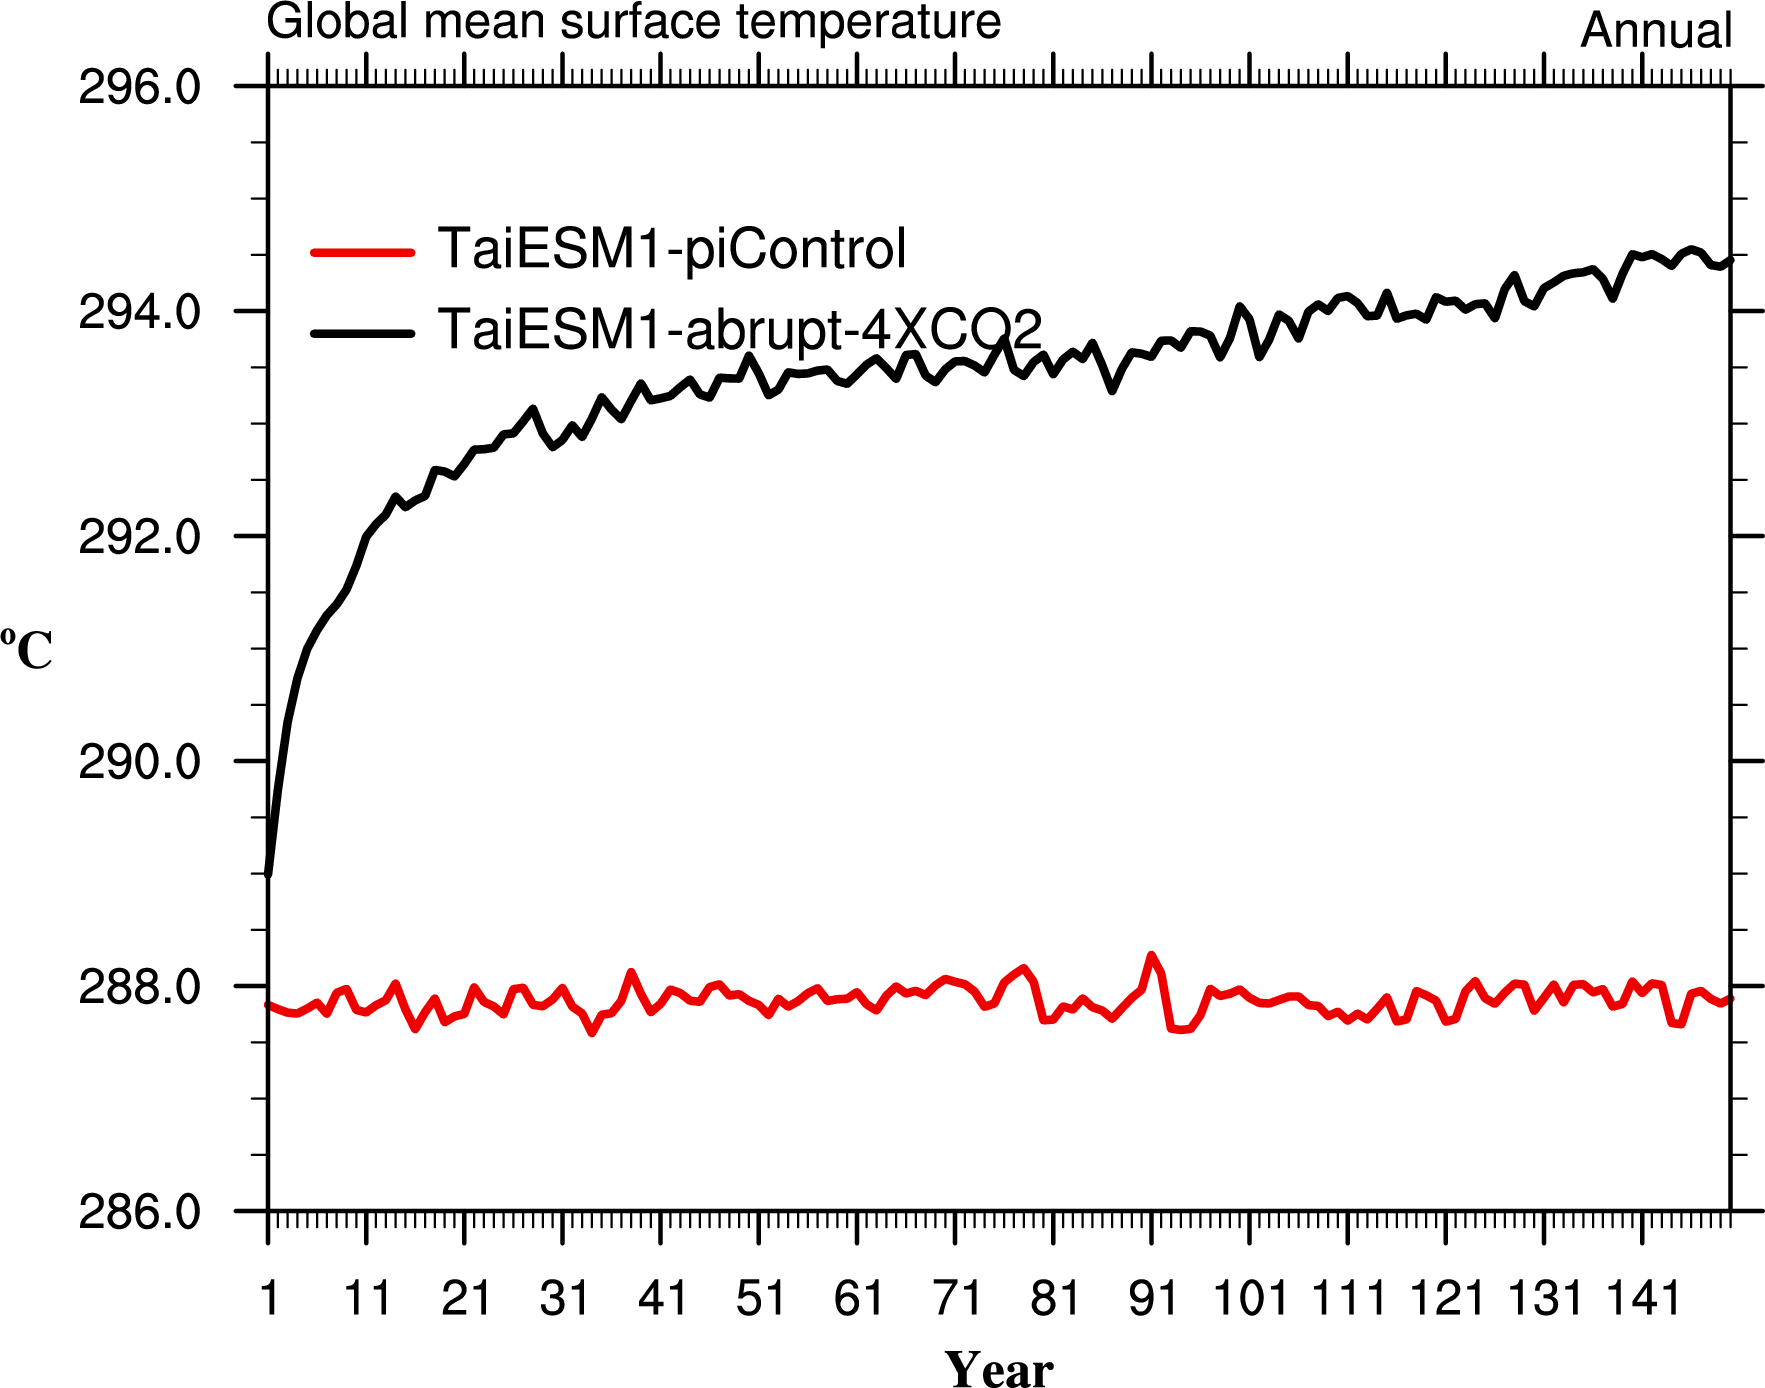 Global mean surface temperature
Annual
296.0
TaiESM1-piControl
294.0
TaiESM1-abrupt-4XCO2
292.0
ºC
290.0
288.0
286.0
1 11 21 31 41 51 61 71 81 91 101 111 121 131 141
Year